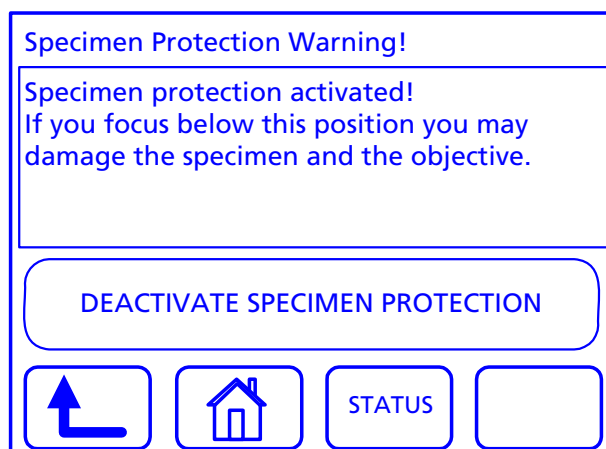 Specimen Protection Warning!
Specimen protection activated!
If you focus below this position you may
damage the specimen and the objective.
DEACTIVATE SPECIMEN PROTECTION
STATUS